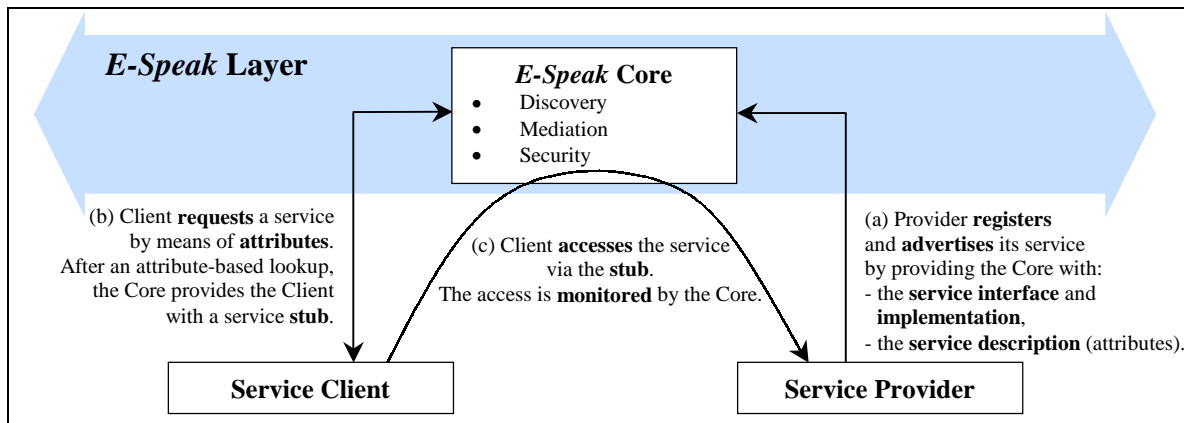 E-Speak Layer
E-Speak Core
• Discovery
• Mediation
• Security
(b) Client requests a service
by means of attributes.
After an attribute-based lookup,
the Core provides the Client
with a service stub.
(c) Client accesses the service
via the stub.
The access is monitored by the Core.
(a) Provider registers
and advertises its service
by providing the Core with:
- the service interface and
implementation,
- the service description (attributes).
Service Client
Service Provider